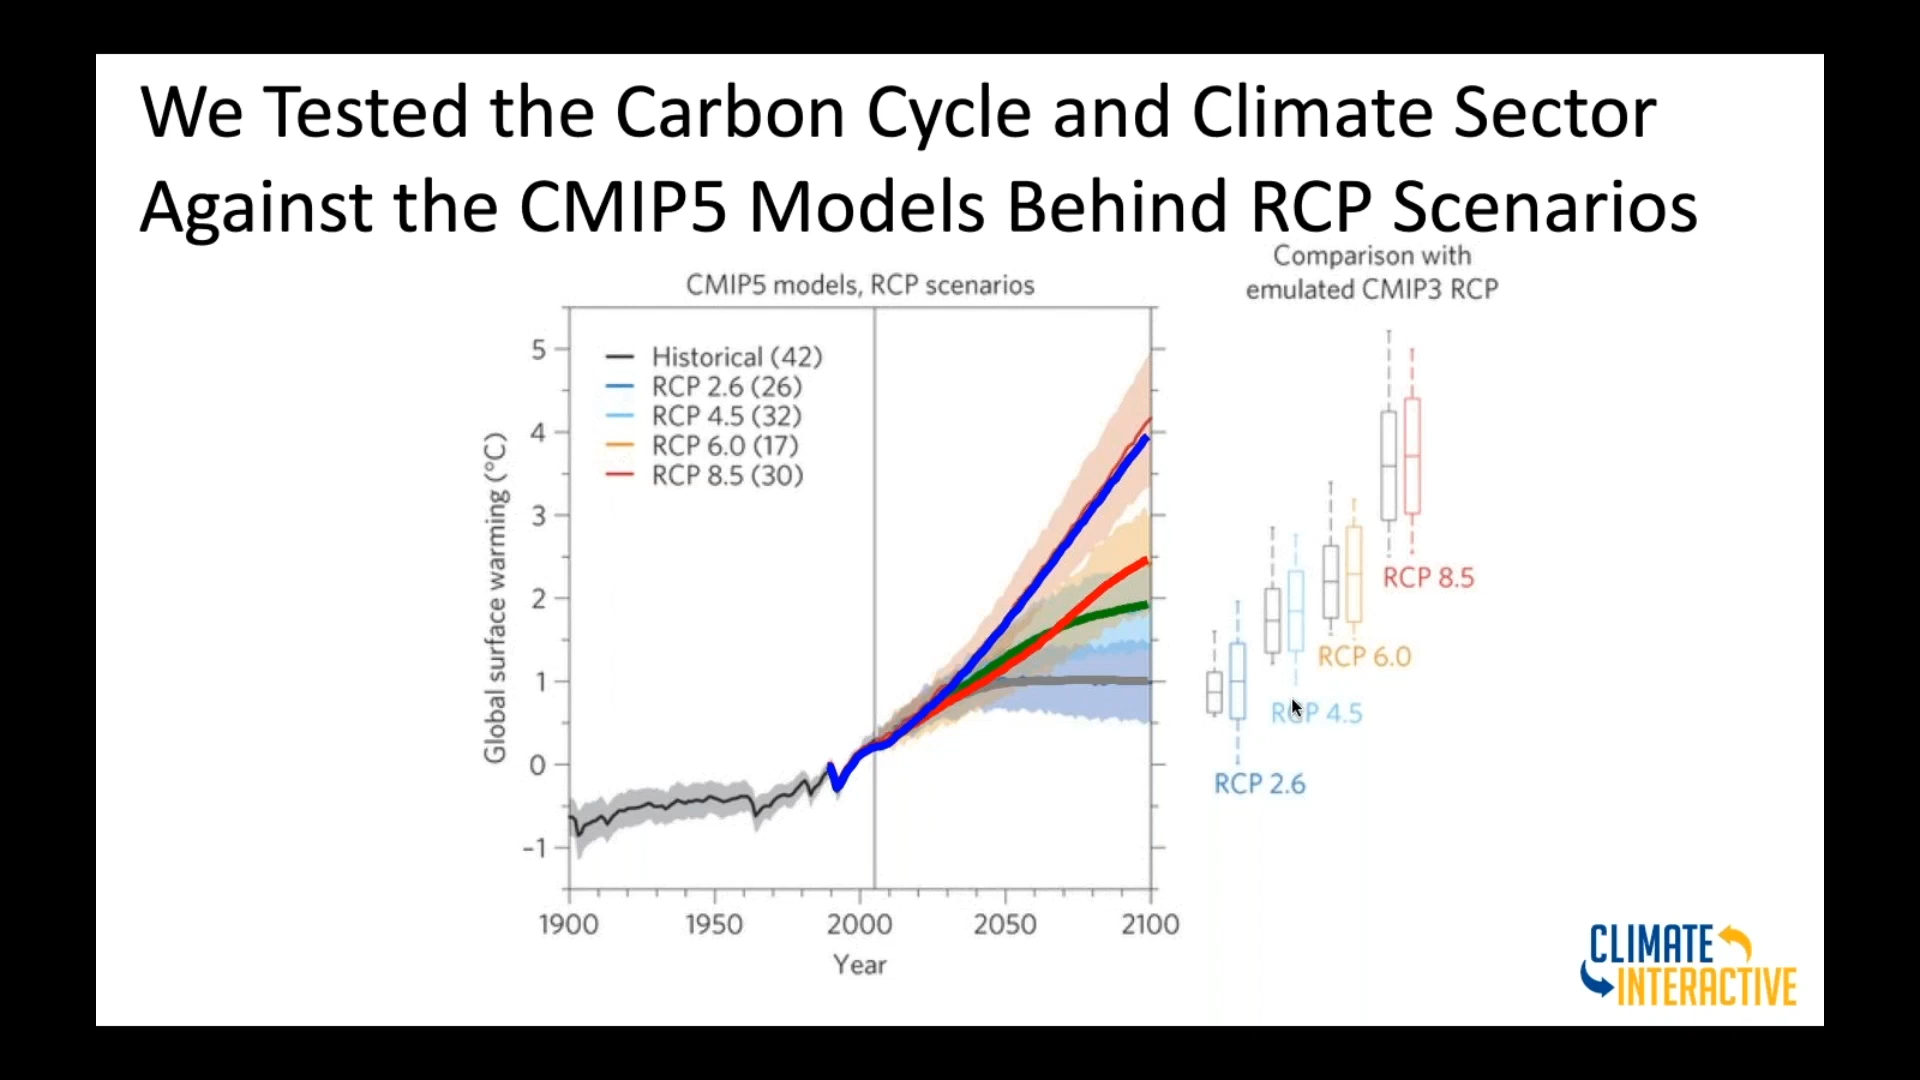 We Tested the Carbon Cycle and Climate Sector
Against the CMIP5 Models Behind RCP Scenarios
CMIP5 models, RCP scenarios
Comparison with
emulated CMIP3 RCP
Historical (42)
RCP 2.6 (26)
RCP 4.5 (32)
RCP 6.0 (17)
RCP 8.5 (30)
Global surface warming (°C)
5
4
3
2
1
0
−1
1900 1950 2000 2050 2100
Year
RCP 8.5
RCP 6.0
RCP 4.5
RCP 2.6
CLIMATE
INTERACTIVE